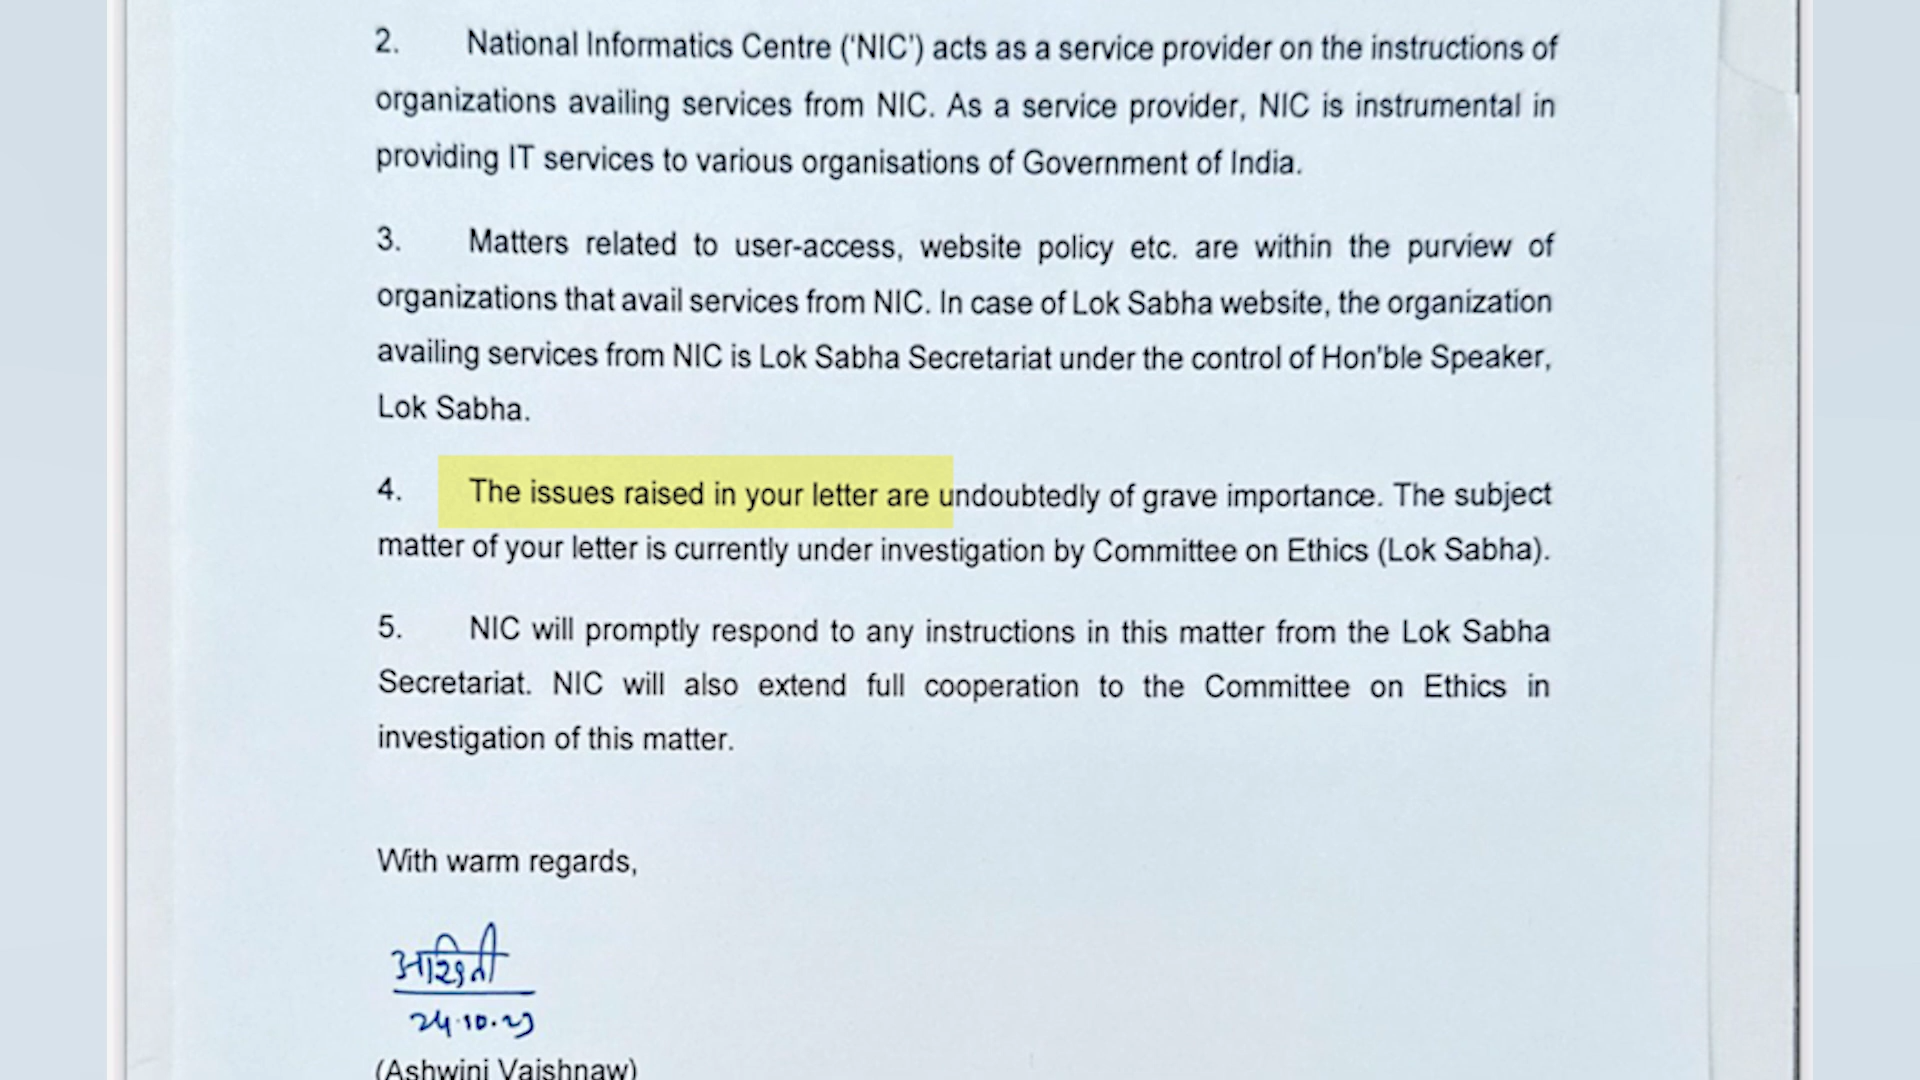 2. National Informatics Centre ('NIC') acts as a service provider on the instructions of
organizations availing services from NIC. As a service provider, NIC is instrumental in
providing IT services to various organisations of Government of India.
3. Matters related to user-access, website policy etc. are within the purview of
organizations that avail services from NIC. In case of Lok Sabha website, the organization
availing services from NIC is Lok Sabha Secretariat under the control of Hon'ble Speaker,
Lok Sabha.
4. The issues raised in your letter are undoubtedly of grave importance. The subject
matter of your letter is currently under investigation by Committee on Ethics (Lok Sabha).
5. NIC will promptly respond to any instructions in this matter from the Lok Sabha
Secretariat. NIC will also extend full cooperation to the Committee on Ethics in
investigation of this matter.
With warm regards,
24.10.23
(Ashwini Vaishnaw)